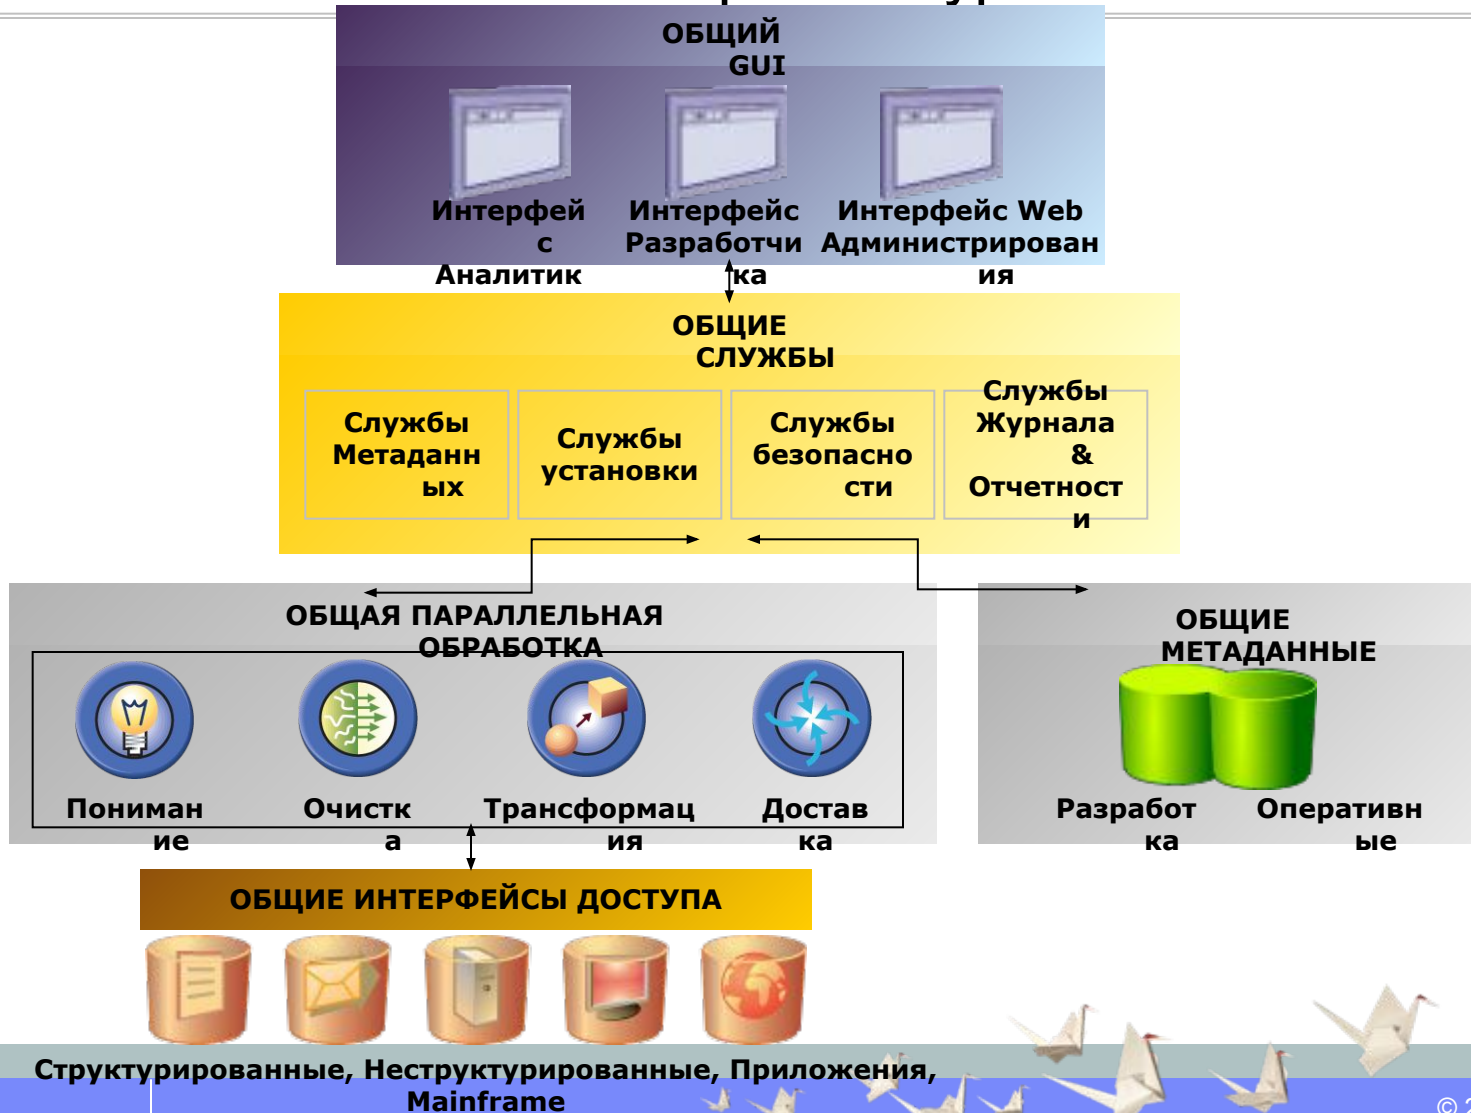 ОБЩИЙ
GUI
Интерфей
с
Аналитик
Интерфейс
Разработчи
ка
Интерфейс Web
Администрирован
ия
ОБЩИЕ
СЛУЖБЫ
Службы
Метаданн
ых
Службы
установки
Службы
безопасно
сти
Службы
Журнала
&
Отчетност
и
ОБЩАЯ ПАРАЛЛЕЛЬНАЯ
ОБРАБОТКА
Понимaн
ие
Очистк
а
Трансформац
ия
Достав
ка
ОБЩИЕ
МЕТАДАННЫЕ
Разработ
ка
Оперативн
ые
ОБЩИЕ ИНТЕРФЕЙСЫ ДОСТУПА
Структурированные, Неструктурированные, Приложения,
Mainframe
©